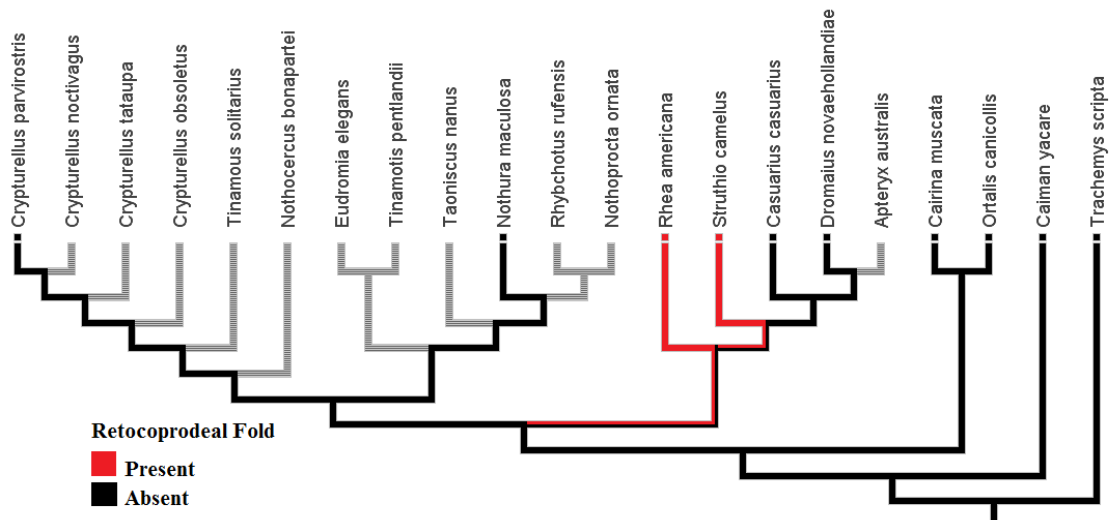 Crypturellus parvirostris
Crypturellus noctivagus
Crypturellus tataupa
Crypturellus obsoletus
Tinamous solitarius
Nothocercus bonapartei
Eudromia elegans
Tinamotis pentlandii
Taoniscus nanus
Nothura maculosa
Rhybchotus rufensis
Nothoprocta ornata
Rhea americana
Struthio camelus
Casuarius casuarius
Dromaius novaehollandiae
Apteryx australis
Cairina muscata
Ortalis canicollis
Caiman yacare
Trachemys scripta
Retocoprodeal Fold
Present
Absent